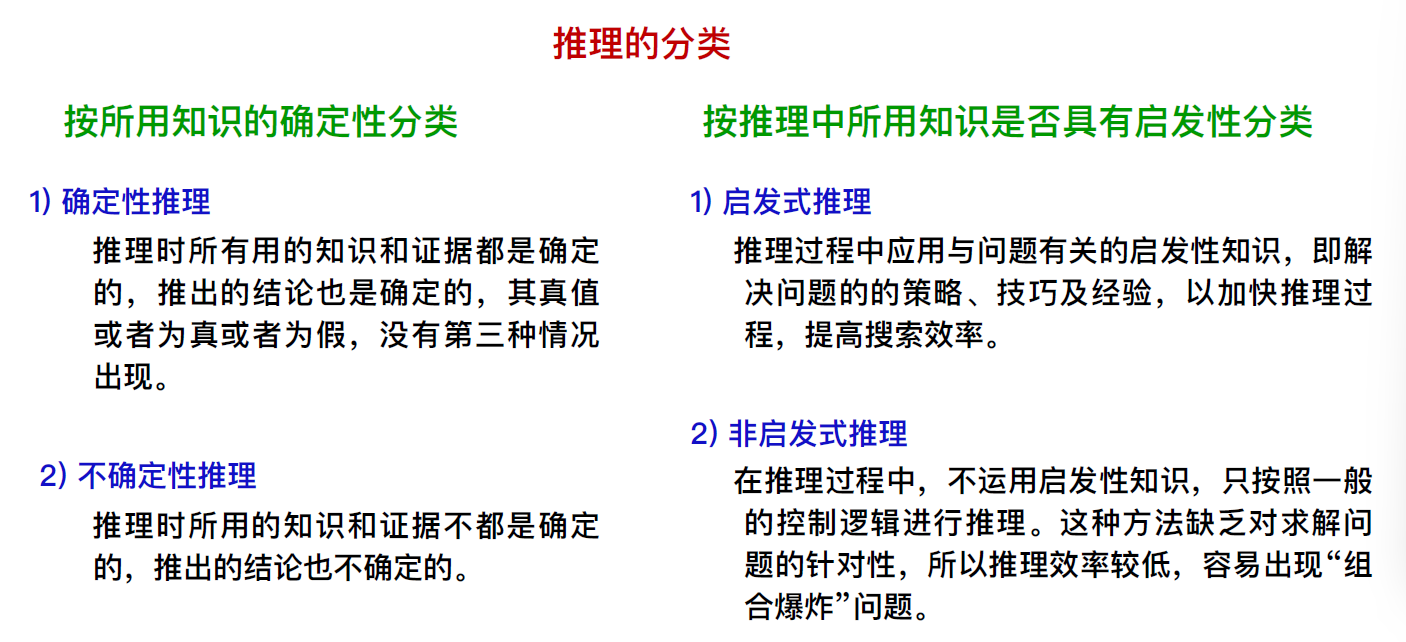 推理的分类
按所用知识的确定性分类
1) 确定性推理
推理时所有用的知识和证据都是确定
的，推出的结论也是确定的，其真值
或者为真或者为假，没有第三种情况
出现。
2) 不确定性推理
推理时所用的知识和证据不都是确定
的，推出的结论也不确定的。
按推理中所用知识是否具有启发性分类
1) 启发式推理
推理过程中应用与问题有关的启发性知识，即解
决问题的的策略、技巧及经验，以加快推理过
程，提高搜索效率。
2) 非启发式推理
在推理过程中，不运用启发性知识，只按照一般
的控制逻辑进行推理。这种方法缺乏对求解问
题的针对性，所以推理效率较低，容易出现“组
合爆炸”问题。